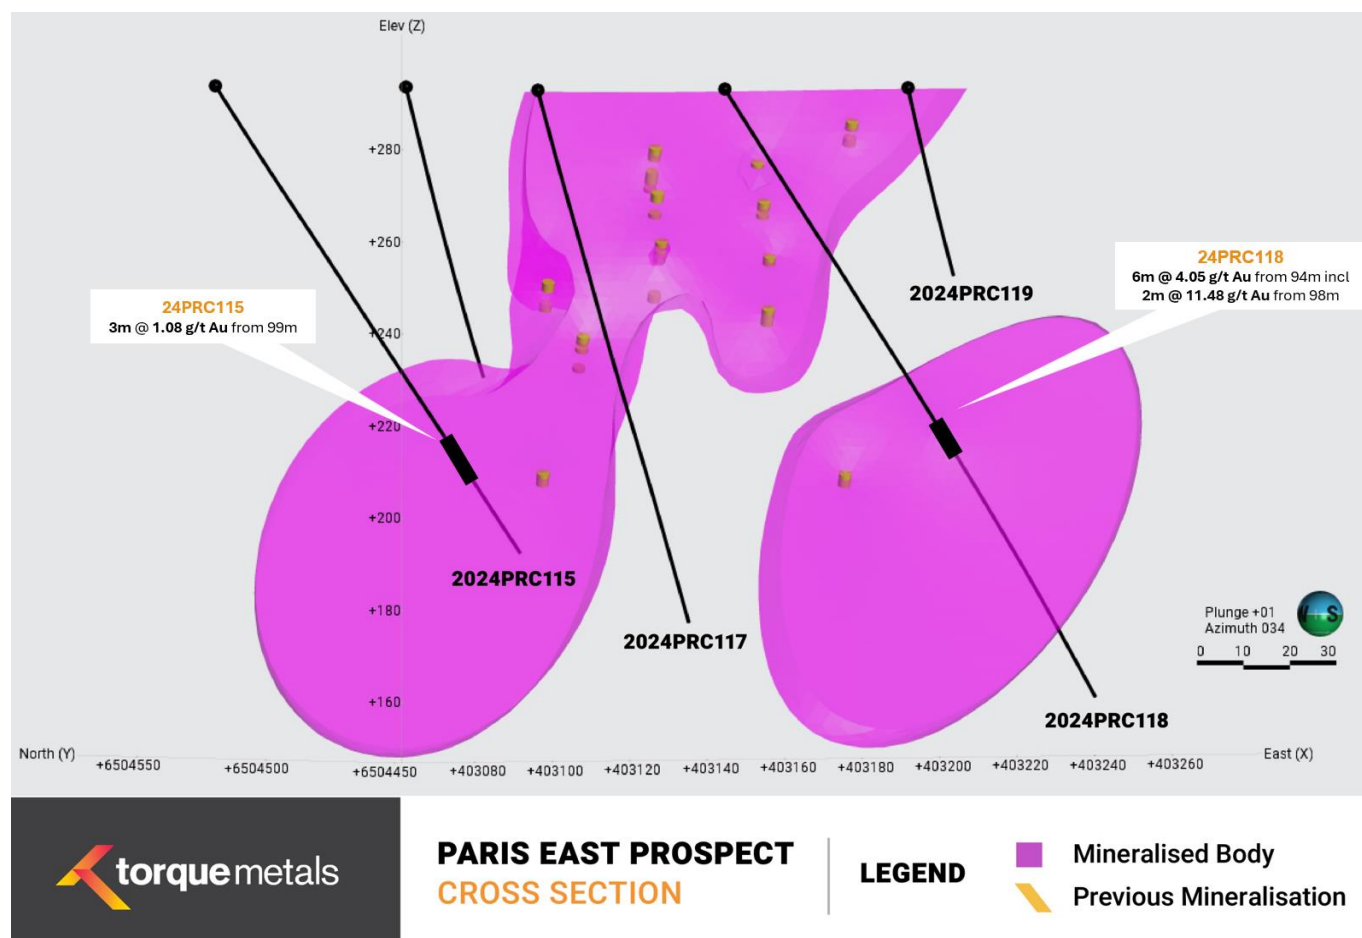 Elev (Z)
+280
+260
+240
+220
+200
+180
+160
24PRC115
3m @ 1.08 g/t Au from 99m
24PRC118
6m @ 4.05 g/t Au from 94m incl
2m @ 11.48 g/t Au from 98m
2024PRC119
2024PRC115
2024PRC117
2024PRC118
Plunge +01
Azimuth 034
S
0 10 20 30
North (Y)
+6504550 +6504500 +6504450 +403080 +403100 +403120 +403140 +403160 +403180 +403200 +403220 +403240 +403260
East (X)
torquemetals
PARIS EAST PROSPECT
CROSS SECTION
LEGEND
Mineralised Body
Previous Mineralisation